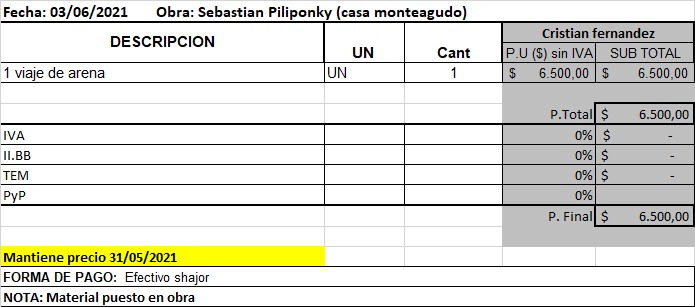 Fecha: 03/06/2021 Obra: Sebastian Piliponky (casa monteagudo)
DESCRIPCION UN Cant Cristian fernandez
P.U ($) sin IVA SUB TOTAL
1 viaje de arena UN 1 $ 6.500,00 $ 6.500,00
P.Total $ 6.500,00
IVA 0% $ -
II.BB 0% $ -
TEM 0% $ -
PyP 0%
P. Final $ 6.500,00
Mantiene precio 31/05/2021
FORMA DE PAGO: Efectivo shajor
NOTA: Material puesto en obra